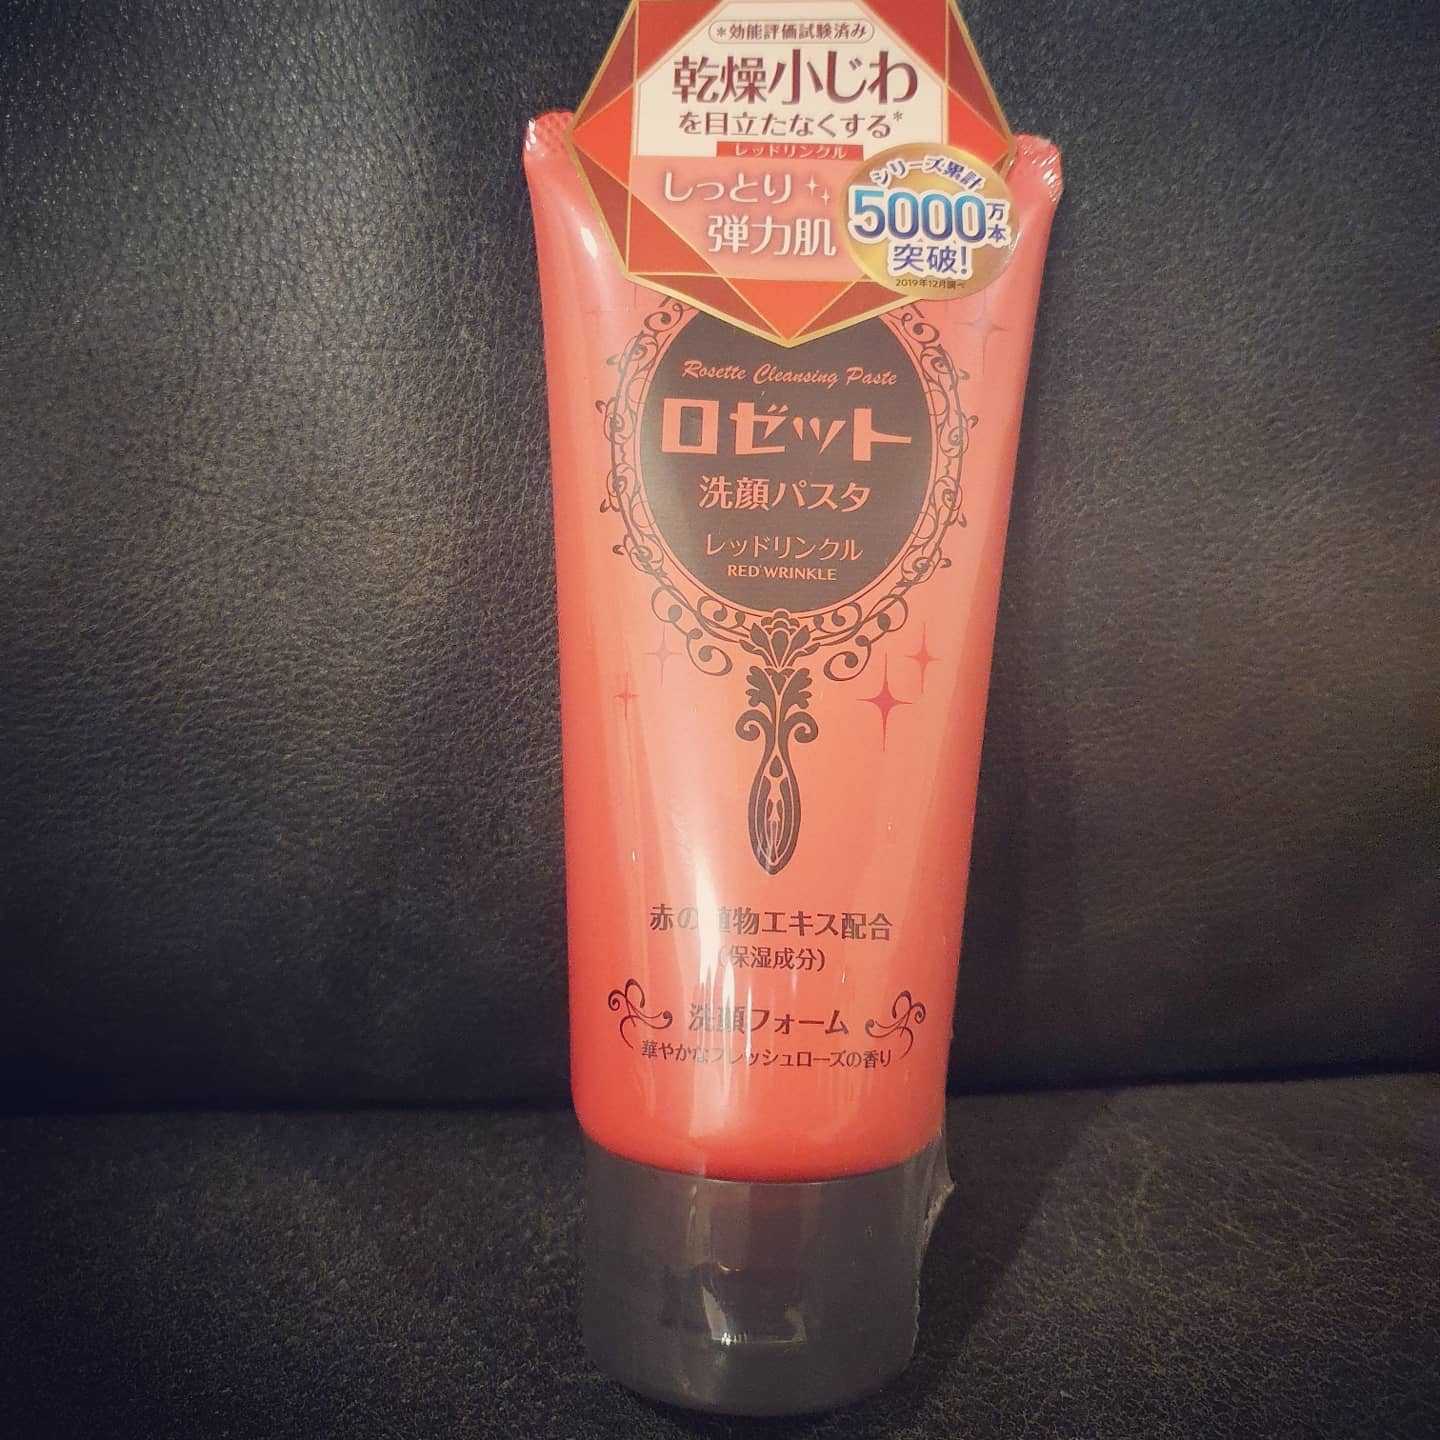 *効能評価試験済み
乾燥小じわ
を目立たなくする*
レッドリンクル
しっとり
弾力肌
シリーズ累計
5000万本
突破!
2019年12月調べ
Rosette Cleansing Paste
ロゼット
洗顔パスタ
レッドリンクル
RED WRINKLE
赤の植物エキス配合
(保湿成分)
洗顔フォーム
華やかなフレッシュローズの香り